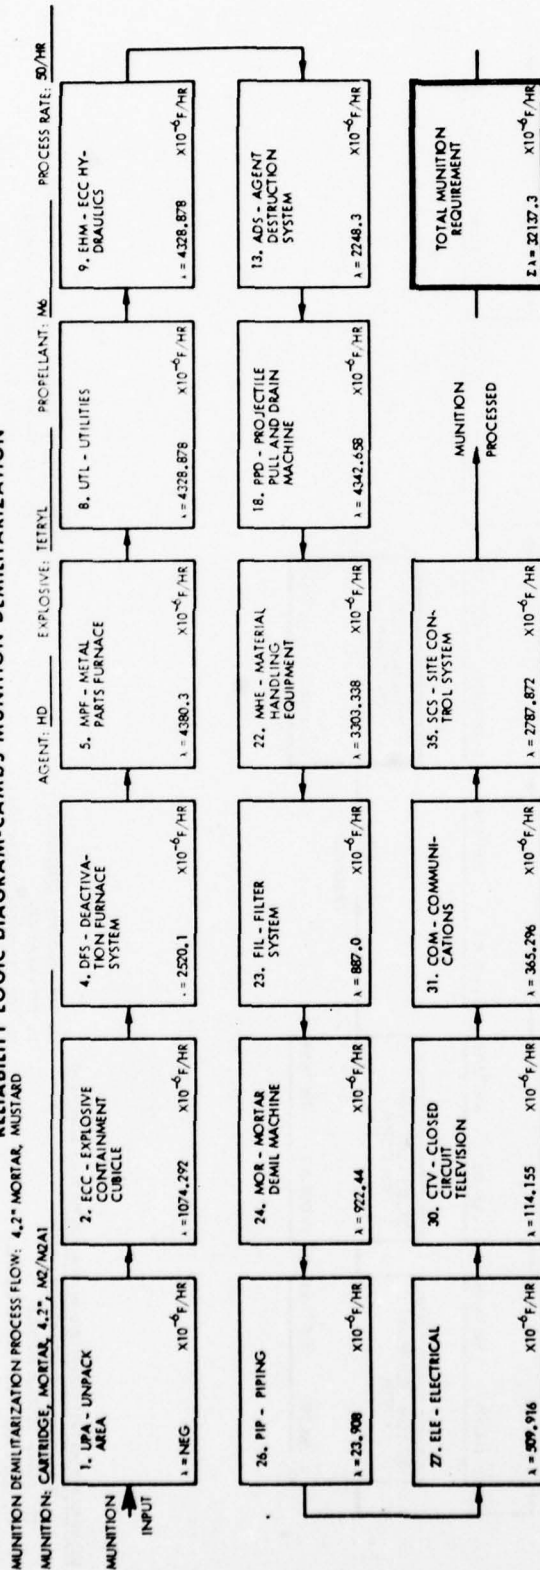 RELIABILITY LOGIC DIAGRAM-CAMDS MUNITION DEMILITARIZATION
MUNITION DEMILITARIZATION PROCESS FLOW: 4.2" MORTAR, MUSTARD
MUNITION: CARTRIDGE, MORTAR, 4.2", M2/M2A1 AGENT: HD EXPLOSIVE: TETRYL PROPELLANT: M6 PROCESS RATE: 50/HR
MUNITION
INPUT
1. UPA - UNPACK
AREA
λ = NEG X10⁻⁶F/HR
2. ECC - EXPLOSIVE
CONTAINMENT
CUBICLE
λ = 1074.292 X10⁻⁶F/HR
4. DFS - DEACTIVA-
TION FURNACE
SYSTEM
. = 2520.1 X10⁻⁶F/HR
5. MPF - METAL
PARTS FURNACE
λ = 4380.3 X10⁻⁶F/HR
8. UTL - UTILITIES
λ = 4328.878 X10⁻⁶F/HR
9. EHM - ECC HY-
DRAULICS
λ = 4328.878 X10⁻⁶F/HR
13. ADS - AGENT
DESTRUCTION
SYSTEM
λ = 2248.3 X10⁻⁶F/HR
18. PPD - PROJECTILE
PULL AND DRAIN
MACHINE
λ = 4342.658 X10⁻⁶F/HR
22. MHE - MATERIAL
HANDLING
EQUIPMENT
λ = 3303.338 X10⁻⁶F/HR
23. FIL - FILTER
SYSTEM
λ = 887.0 X10⁻⁶F/HR
24. MOR - MORTAR
DEMIL MACHINE
λ = 922.44 X10⁻⁶F/HR
26. PIP - PIPING
λ = 23.908 X10⁻⁶F/HR
27. ELE - ELECTRICAL
λ = 509.916 X10⁻⁶F/HR
30. CTV - CLOSED
CIRCUIT
TELEVISION
λ = 114.155 X10⁻⁶F/HR
31. COM - COMMUNI-
CATIONS
λ = 365.296 X10⁻⁶F/HR
35. SCS - SITE CON-
TROL SYSTEM
λ = 2787.872 X10⁻⁶F/HR
MUNITION
PROCESSED
TOTAL MUNITION
REQUIREMENT
Σ λ = 32137.3 X10⁻⁶F/HR